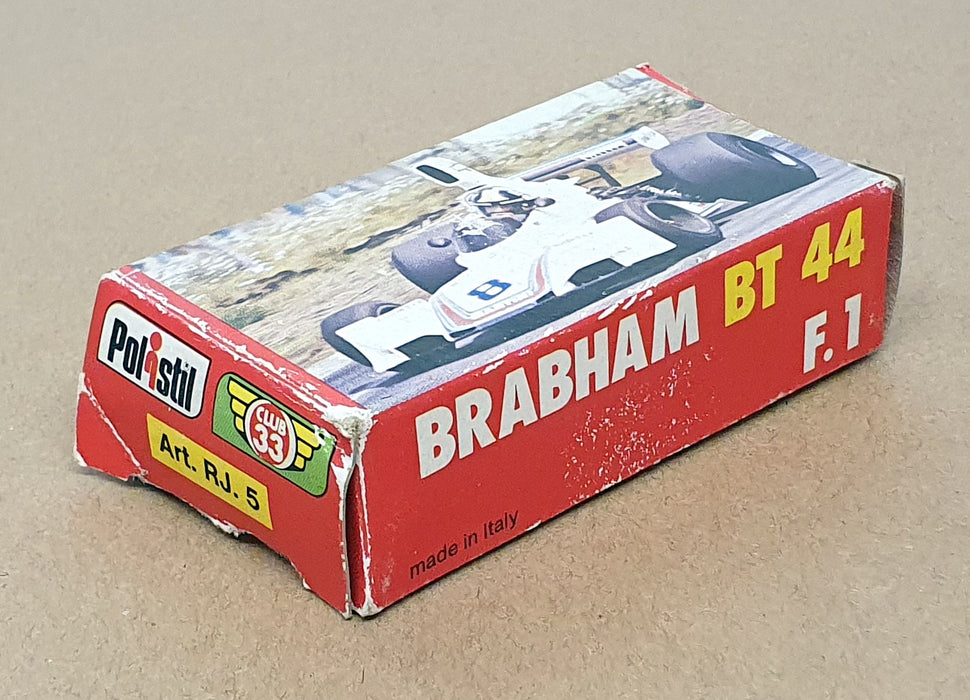 Polistil
CLUB
33
Art. RJ. 5
8
BRABHAM BT 44
F. 1
made in Italy